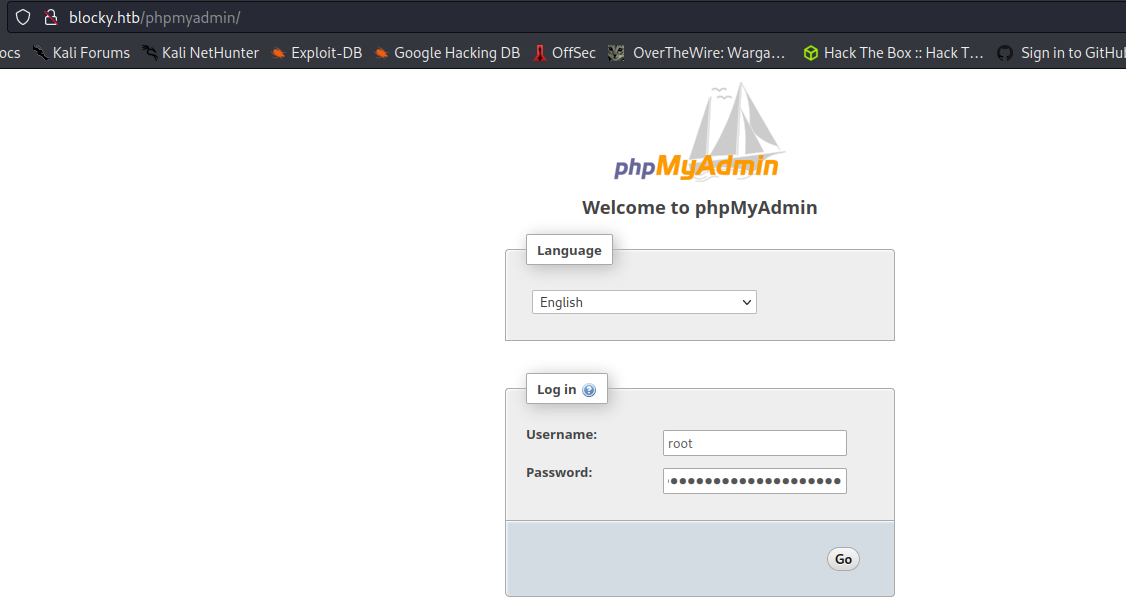 blocky.htb/phpmyadmin/
ocs Kali Forums Kali NetHunter Exploit-DB Google Hacking DB OffSec OverTheWire: Warga… Hack The Box :: Hack T… Sign in to GitHub
phpMyAdmin
Welcome to phpMyAdmin
Language
English
Log in
Username:
root
Password:
Go